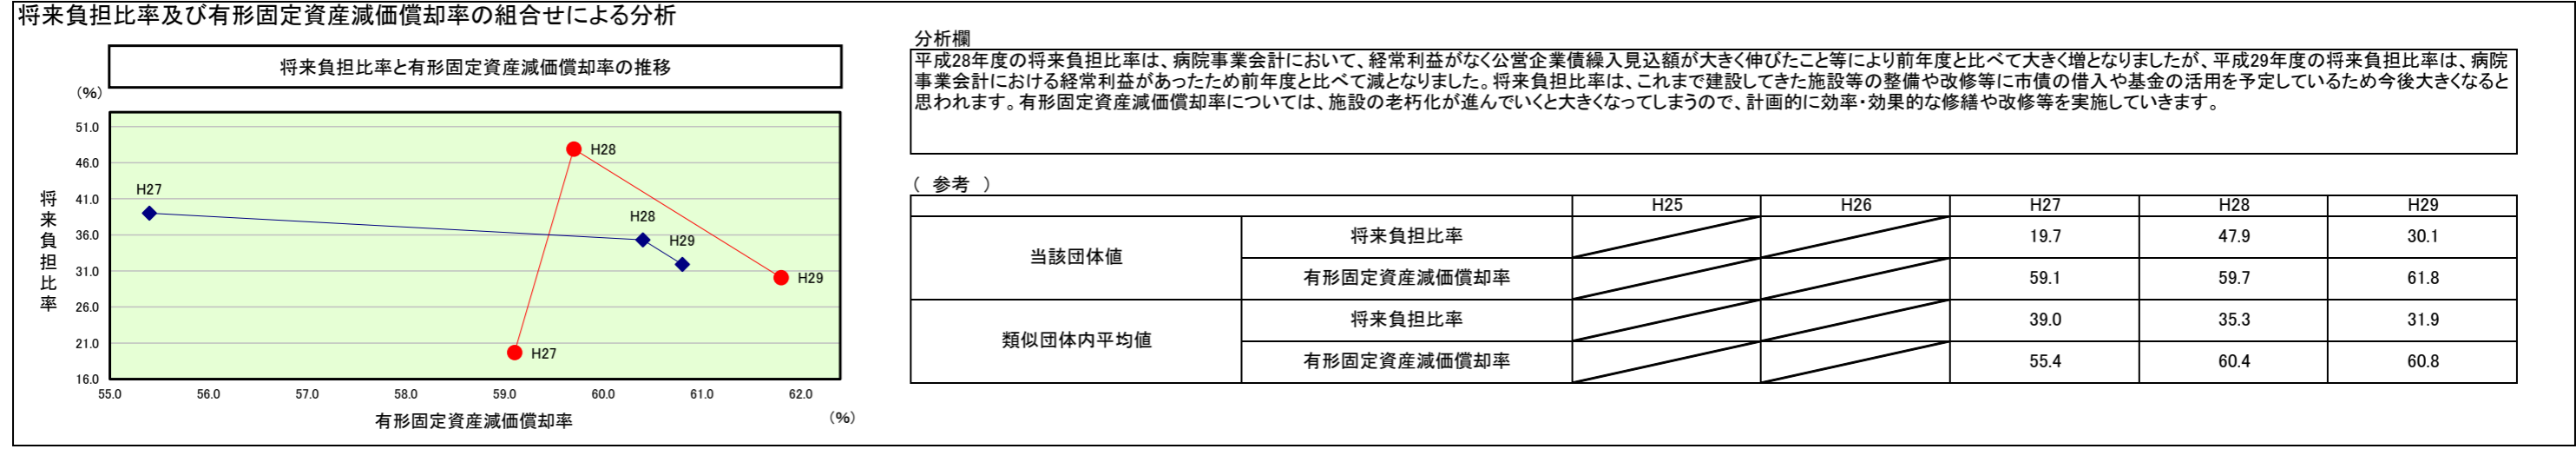 将来負担比率及び有形固定資産減価償却率の組合せによる分析
将来負担比率と有形固定資産減価償却率の推移
(%)
51.0
46.0
41.0
36.0
31.0
26.0
21.0
16.0
将来負担比率
H27
H28
H29
H28
H29
H27
55.0 56.0 57.0 58.0 59.0 60.0 61.0 62.0
有形固定資産減価償却率
(%)
分析欄
平成28年度の将来負担比率は、病院事業会計において、経常利益がなく公営企業債繰入見込額が大きく伸びたこと等により前年度と比べて大きく増となりましたが、平成29年度の将来負担比率は、病院
事業会計における経常利益があったため前年度と比べて減となりました。将来負担比率は、これまで建設してきた施設等の整備や改修等に市債の借入や基金の活用を予定しているため今後大きくなると
思われます。有形固定資産減価償却率については、施設の老朽化が進んでいくと大きくなってしまうので、計画的に効率・効果的な修繕や改修等を実施していきます。
( 参考 )
H25 H26 H27 H28 H29
当該団体値
将来負担比率 19.7 47.9 30.1
有形固定資産減価償却率 59.1 59.7 61.8
類似団体内平均値
将来負担比率 39.0 35.3 31.9
有形固定資産減価償却率 55.4 60.4 60.8